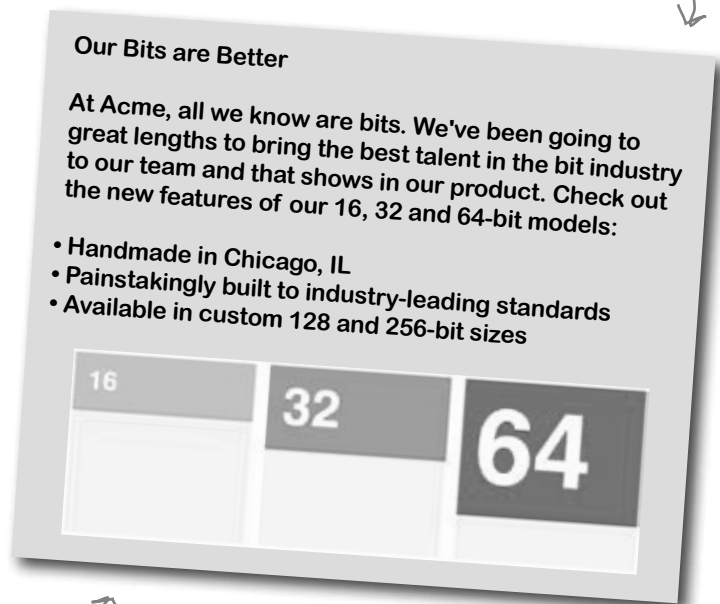 Our Bits are Better
At Acme, all we know are bits. We've been going to
great lengths to bring the best talent in the bit industry
to our team and that shows in our product. Check out
the new features of our 16, 32 and 64-bit models:
• Handmade in Chicago, IL
• Painstakingly built to industry-leading standards
• Available in custom 128 and 256-bit sizes
16
32
64